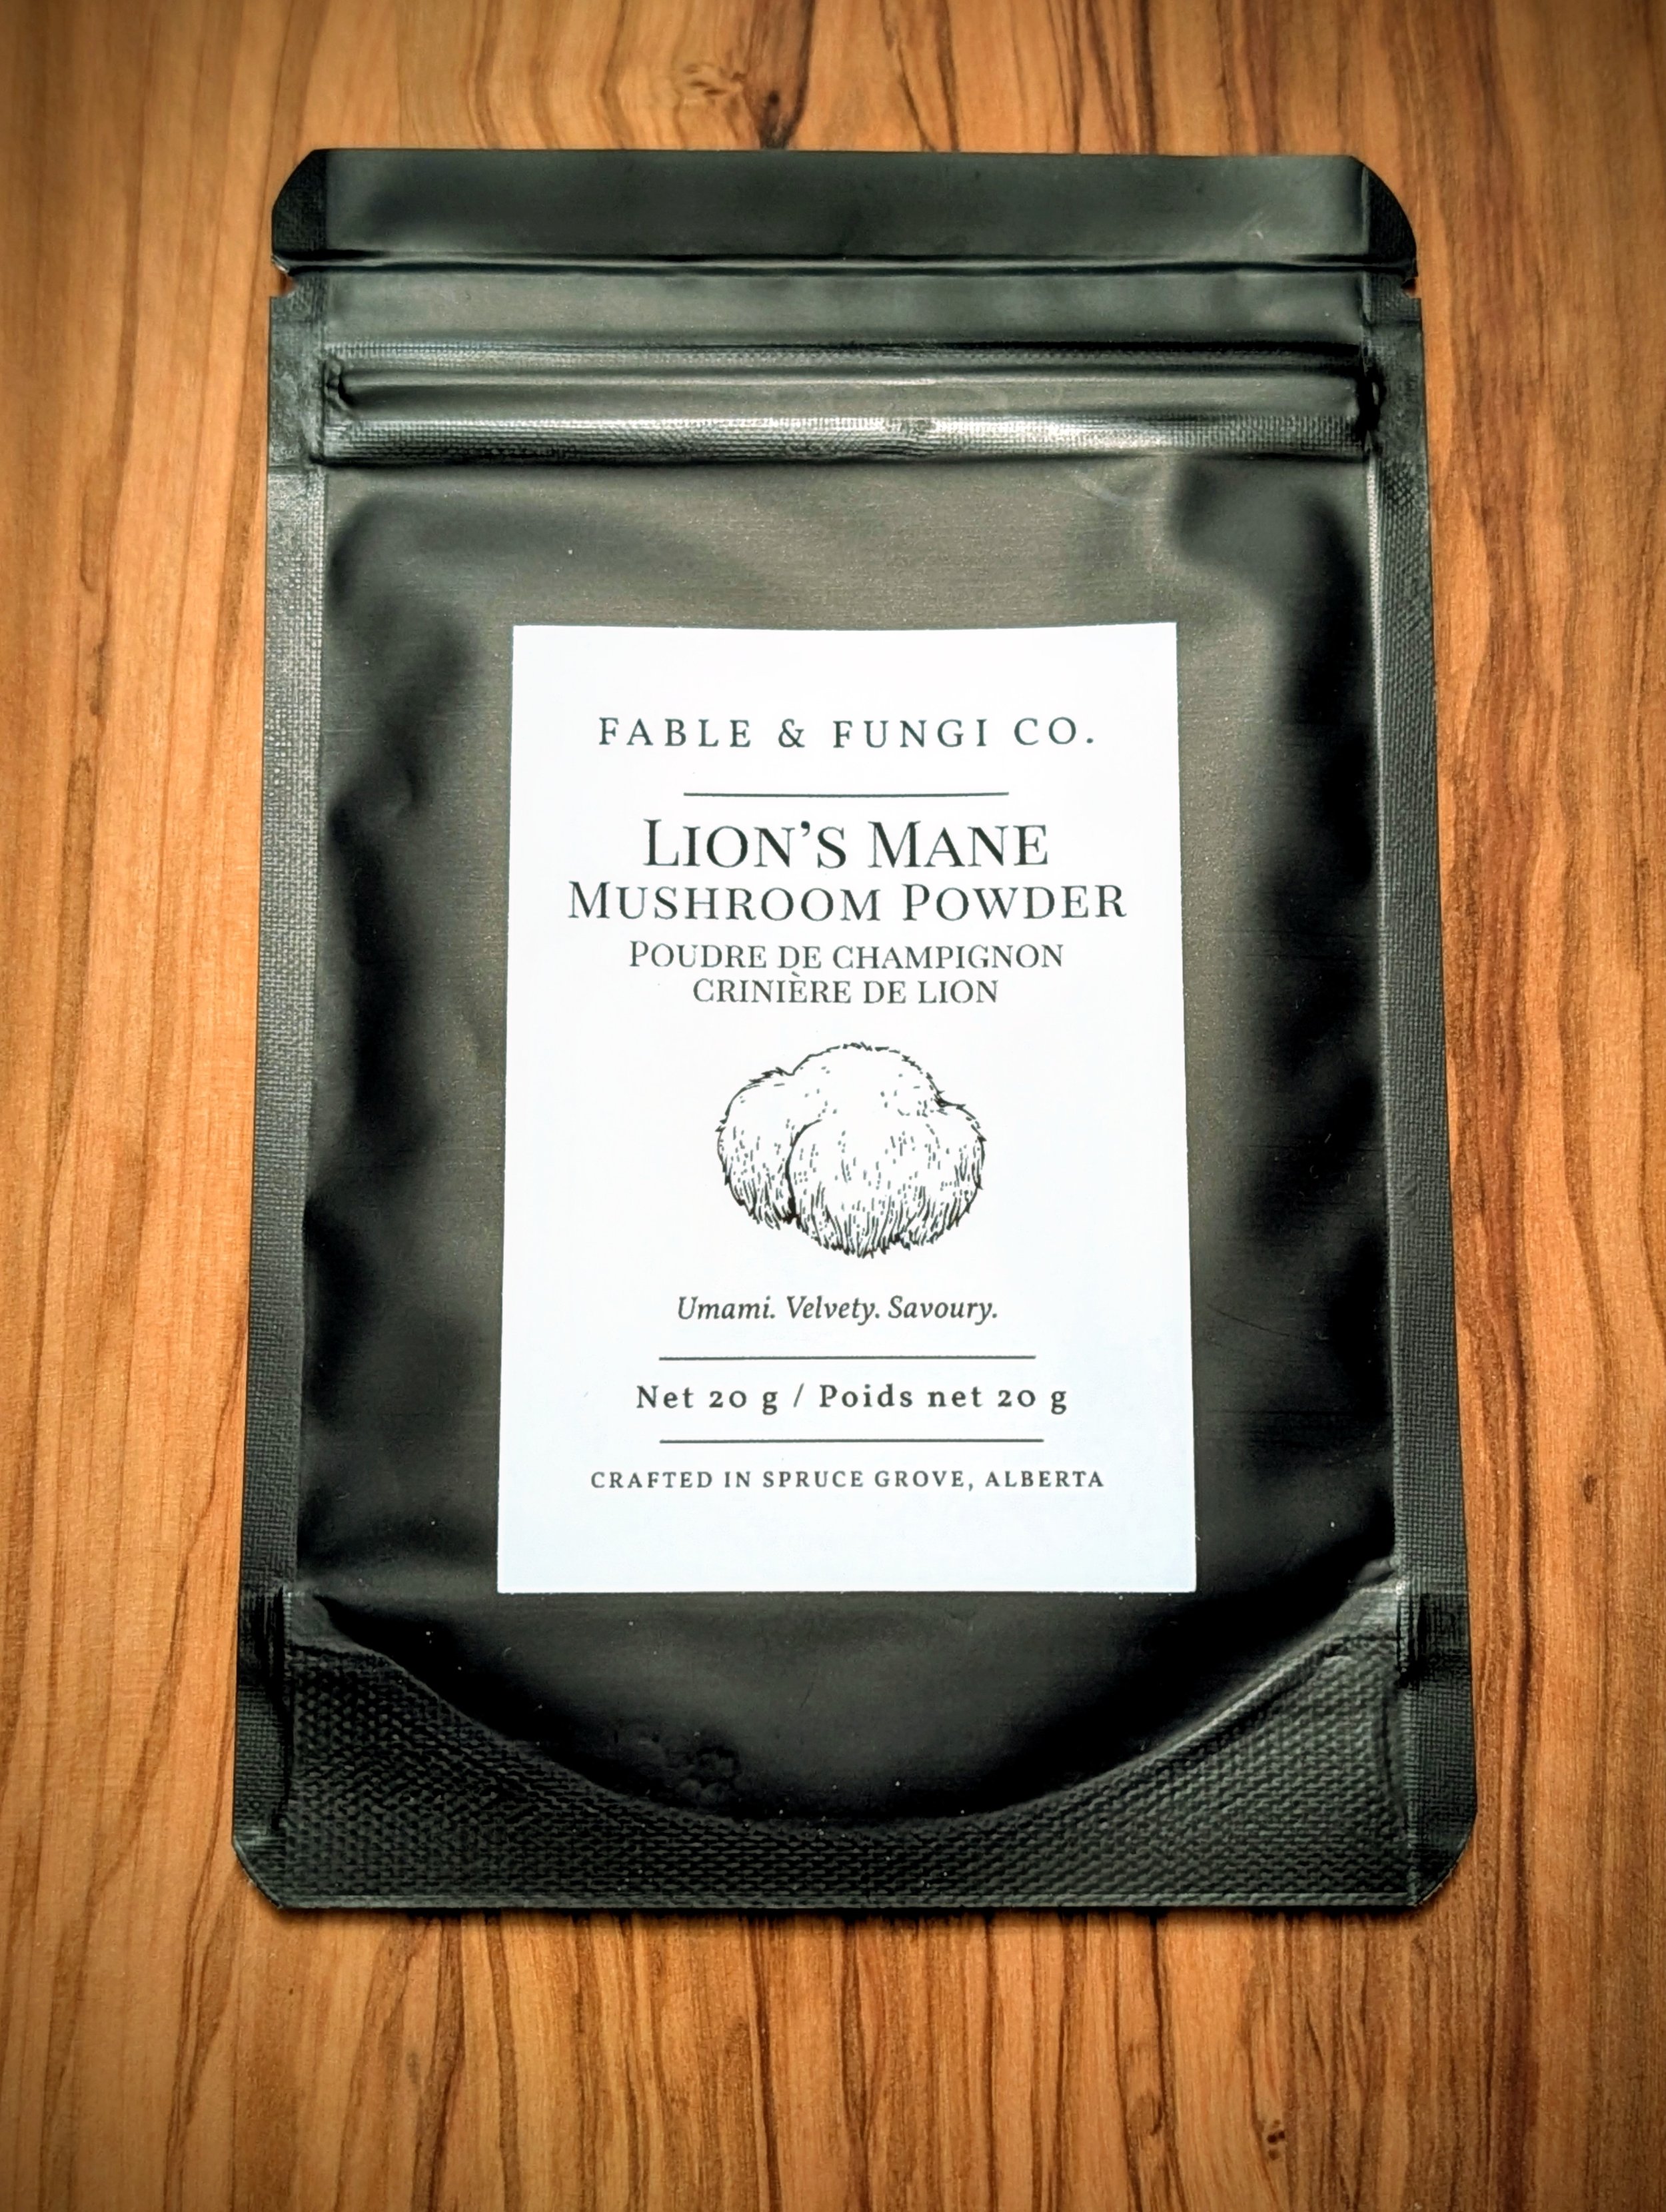 FABLE & FUNGI CO.
LION’S MANE
MUSHROOM POWDER
POUDRE DE CHAMPIGNON
CRINIÈRE DE LION
Umami. Velvety. Savoury.
Net 20 g / Poids net 20 g
CRAFTED IN SPRUCE GROVE, ALBERTA